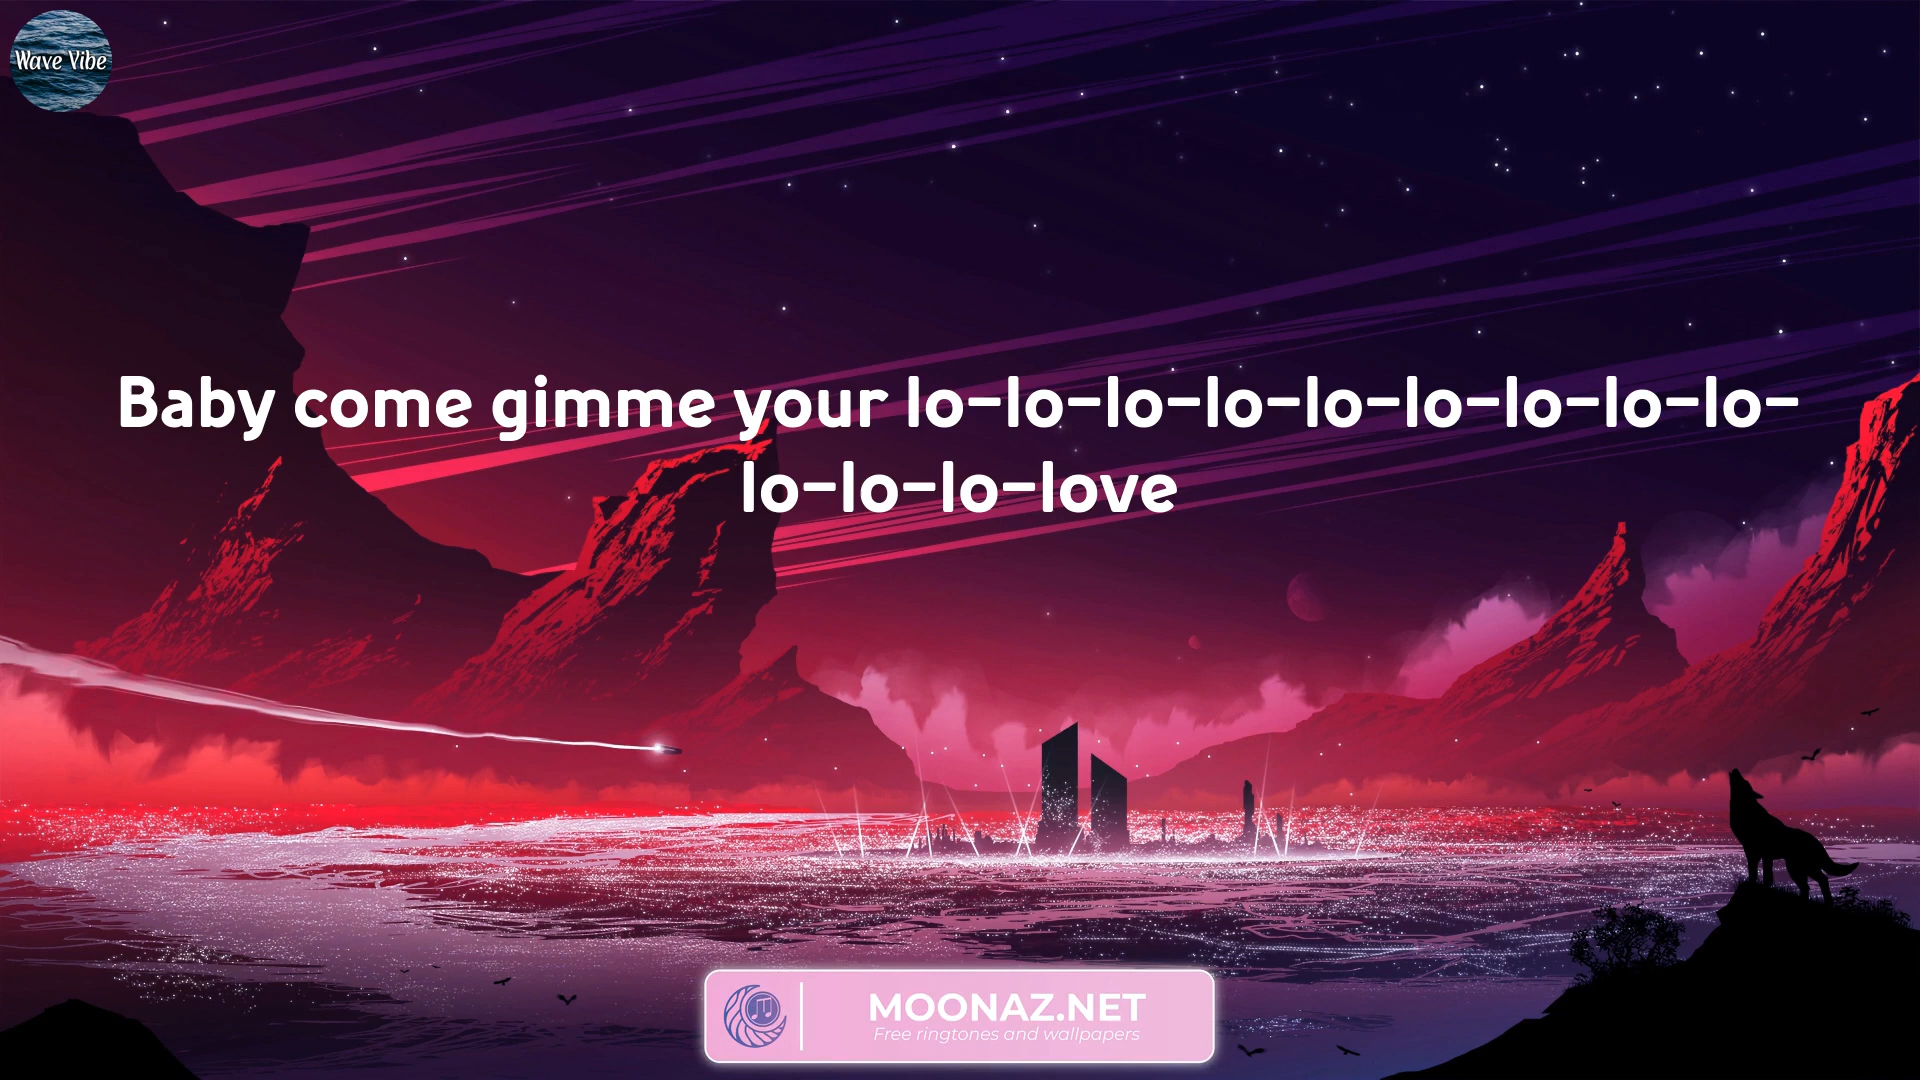 Wave Vibe
Baby come gimme your lo-lo-lo-lo-lo-lo-lo-lo-lo-
lo-lo-lo-love
MOONAZ.NET
Free ringtones and wallpapers